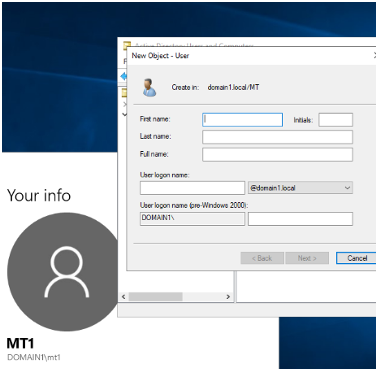 Active Directory Users and Computers
New Object - User
Create in: domain1.local/MT
First name:
Initials:
Last name:
Full name:
User logon name:
@domain1.local
User logon name (pre-Windows 2000):
DOMAIN1\
< Back
Next >
Cancel
Your info
MT1
DOMAIN1\mt1